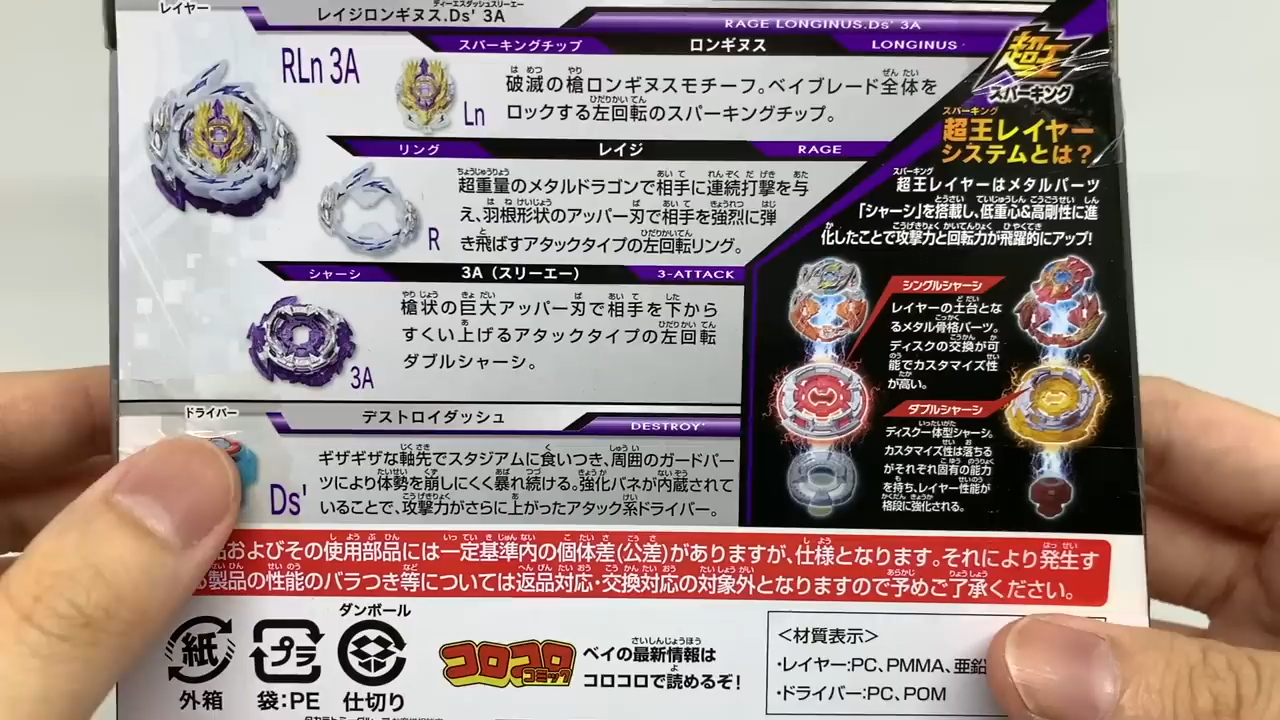 レイヤー
ディーエスダッシュスリーエー
レイジロンギヌス.Ds' 3A
RAGE LONGINUS.Ds' 3A
RLn 3A
スパーキングチップ
ロンギヌス
LONGINUS
Ln
破滅の槍ロンギヌスモチーフ。ベイブレード全体を
ロックする左回転のスパーキングチップ。
リング
レイジ
RAGE
R
超重量のメタルドラゴンで相手に連続打撃を与
え、羽根形状のアッパー刃で相手を強烈に弾
き飛ばすアタックタイプの左回転リング。
シャーシ
3A(スリーエー)
3-ATTACK
3A
槍状の巨大アッパー刃で相手を下から
すくい上げるアタックタイプの左回転
ダブルシャーシ。
ドライバー
デストロイダッシュ
DESTROY'
Ds'
ギザギザな軸先でスタジアムに食いつき、周囲のガードパー
ツにより体勢を崩しにくく暴れ続ける。強化バネが内蔵されて
いることで、攻撃力がさらに上がったアタック系ドライバー。
超王
スパーキング
スパーキング
超王レイヤー
システムとは?
スパーキング
超王レイヤーはメタルパーツ
「シャーシ」を搭載し、低重心&高剛性に進
化したことで攻撃力と回転力が飛躍的にアップ!
シングルシャーシ
レイヤーの土台とな
るメタル骨格パーツ。
ディスクの交換が可
能でカスタマイズ性
が高い。
ダブルシャーシ
ディスク一体型シャーシ。
カスタマイズ性は落ちる
がそれぞれ固有の能力
を持ち、レイヤー性能が
格段に強化される。
品およびその使用部品には一定基準内の個体差(公差)がありますが、仕様となります。それにより発生す
製品の性能のバラつき等については返品対応・交換対応の対象外となりますので予めご了承ください。
紙
外箱
プラ
袋:PE
ダンボール
仕切り
コロコロ
コミック
ベイの最新情報は
コロコロで読めるぞ!
<材質表示>
・レイヤー:PC、PMMA、亜鉛
・ドライバー:PC、POM